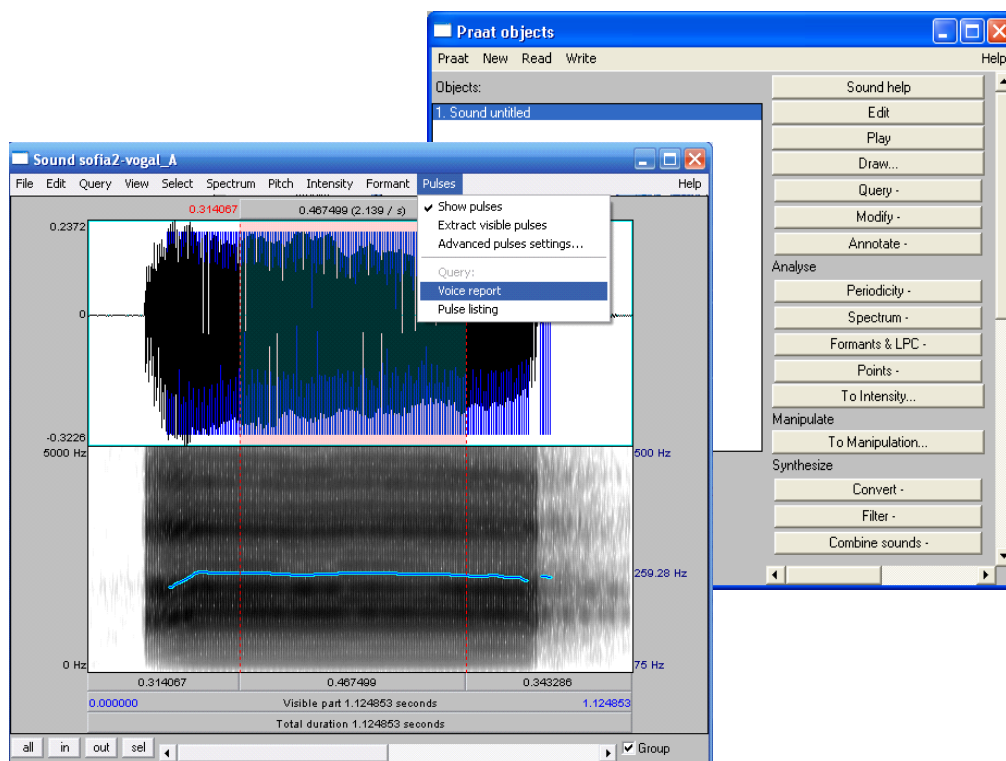 Praat objects
Praat New Read Write Help
Objects:
1. Sound untitled
Sound help
Edit
Play
Draw...
Query -
Modify -
Annotate -
Analyse
Periodicity -
Spectrum -
Formants & LPC -
Points -
To Intensity...
Manipulate
To Manipulation...
Synthesize
Convert -
Filter -
Combine sounds -
Sound sofia2-vogal_A
File Edit Query View Select Spectrum Pitch Intensity Formant Pulses Help
0.314067 0.467499 (2.139 / s)
Show pulses
Extract visible pulses
Advanced pulses settings...
Query:
Voice report
Pulse listing
0.2372
0
-0.3226
5000 Hz 500 Hz
259.28 Hz
0 Hz 75 Hz
0.314067 0.467499 0.343286
0.000000 Visible part 1.124853 seconds 1.124853
Total duration 1.124853 seconds
all in out sel Group